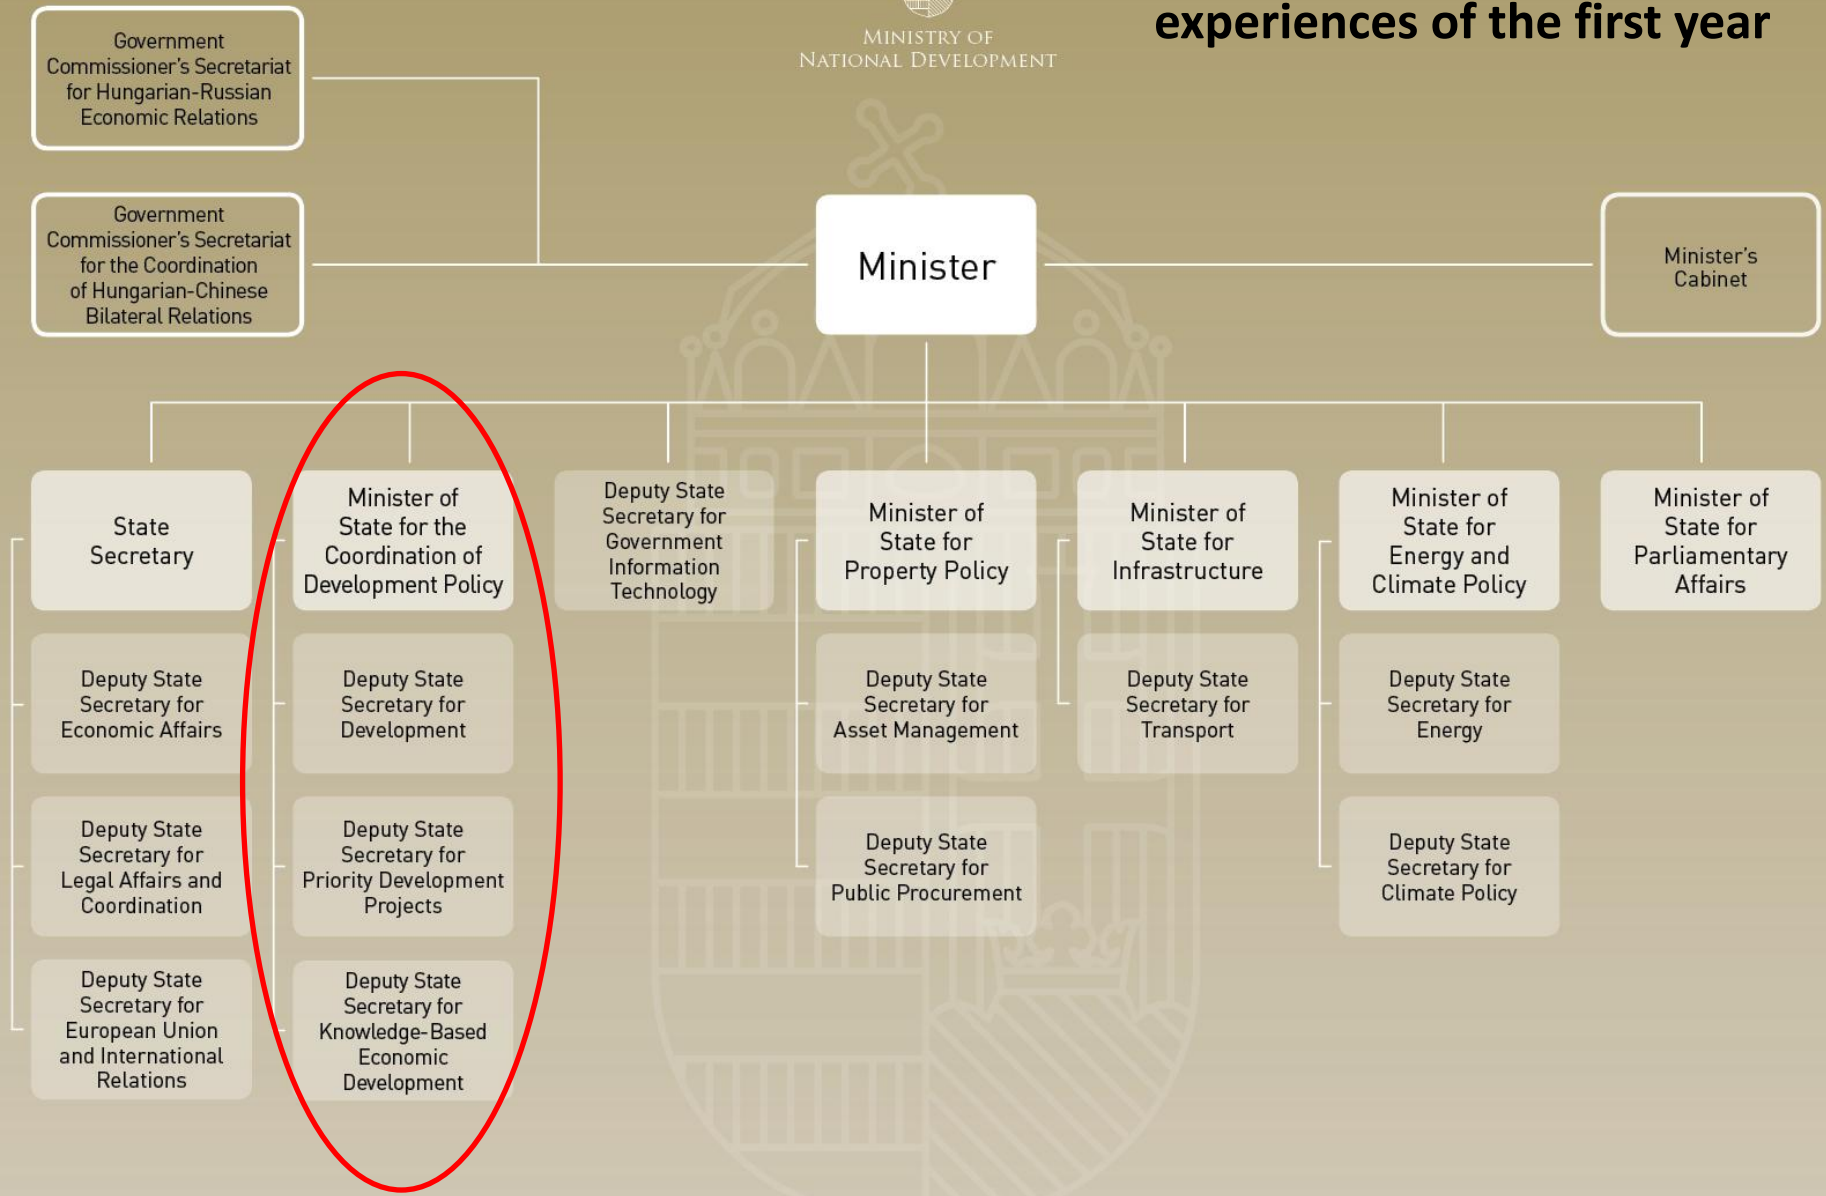 experiences of the first year
MINISTRY OF
NATIONAL DEVELOPMENT
Government
Commissioner's Secretariat
for Hungarian-Russian
Economic Relations
Government
Commissioner's Secretariat
for the Coordination
of Hungarian-Chinese
Bilateral Relations
Minister
Minister's
Cabinet
State
Secretary
Deputy State
Secretary for
Economic Affairs
Deputy State
Secretary for
Legal Affairs and
Coordination
Deputy State
Secretary for
European Union
and International
Relations
Minister of
State for the
Coordination of
Development Policy
Deputy State
Secretary for
Development
Deputy State
Secretary for
Priority Development
Projects
Deputy State
Secretary for
Knowledge-Based
Economic
Development
Deputy State
Secretary for
Government
Information
Technology
Minister of
State for
Property Policy
Deputy State
Secretary for
Asset Management
Deputy State
Secretary for
Public Procurement
Minister of
State for
Infrastructure
Deputy State
Secretary for
Transport
Minister of
State for
Energy and
Climate Policy
Deputy State
Secretary for
Energy
Deputy State
Secretary for
Climate Policy
Minister of
State for
Parliamentary
Affairs